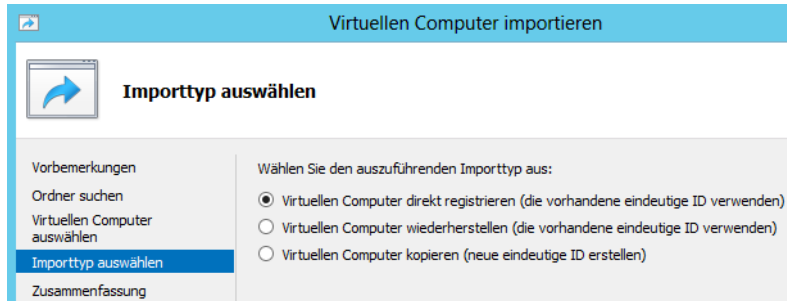 Virtuellen Computer importieren
Importtyp auswählen
Vorbemerkungen
Ordner suchen
Virtuellen Computer
auswählen
Importtyp auswählen
Zusammenfassung
Wählen Sie den auszuführenden Importtyp aus:
Virtuellen Computer direkt registrieren (die vorhandene eindeutige ID verwenden)
Virtuellen Computer wiederherstellen (die vorhandene eindeutige ID verwenden)
Virtuellen Computer kopieren (neue eindeutige ID erstellen)